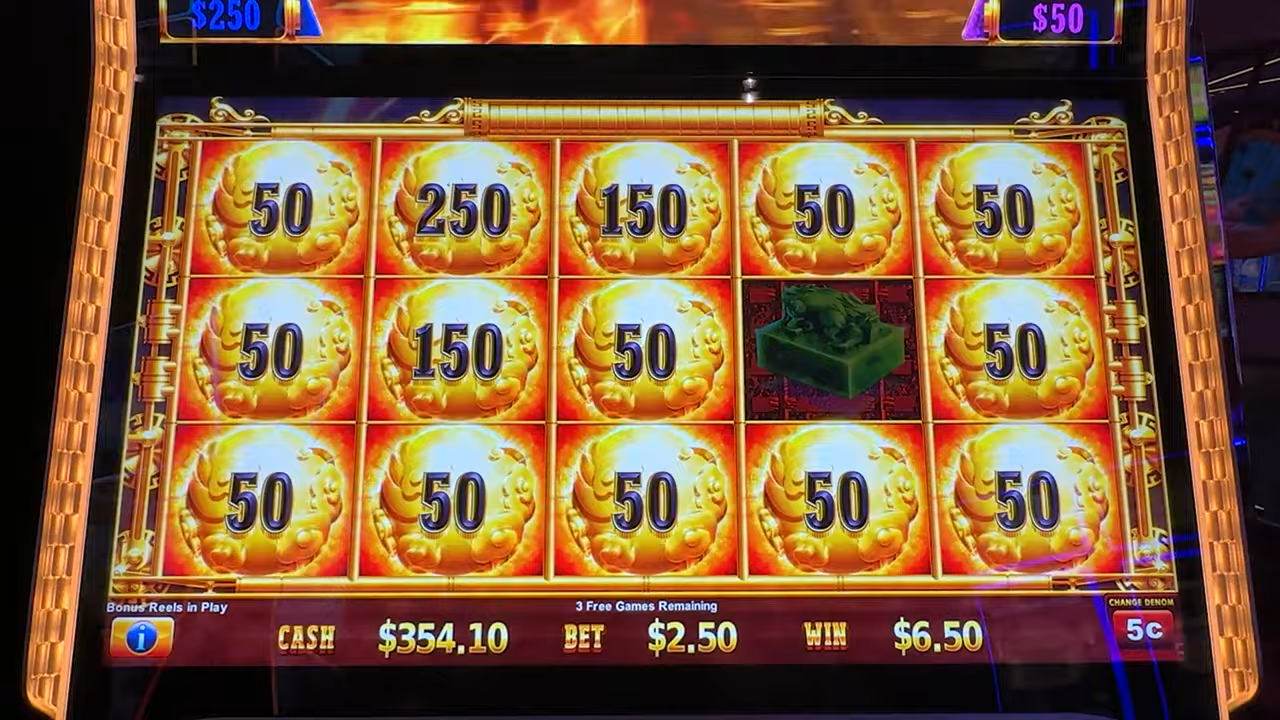 $250 $50
50 250 150 50 50
50 150 50 50
50 50 50 50 50
Bonus Reels in Play 3 Free Games Remaining CHANGE DENOM
i CASH $354.10 BET $2.50 WIN $6.50 5¢